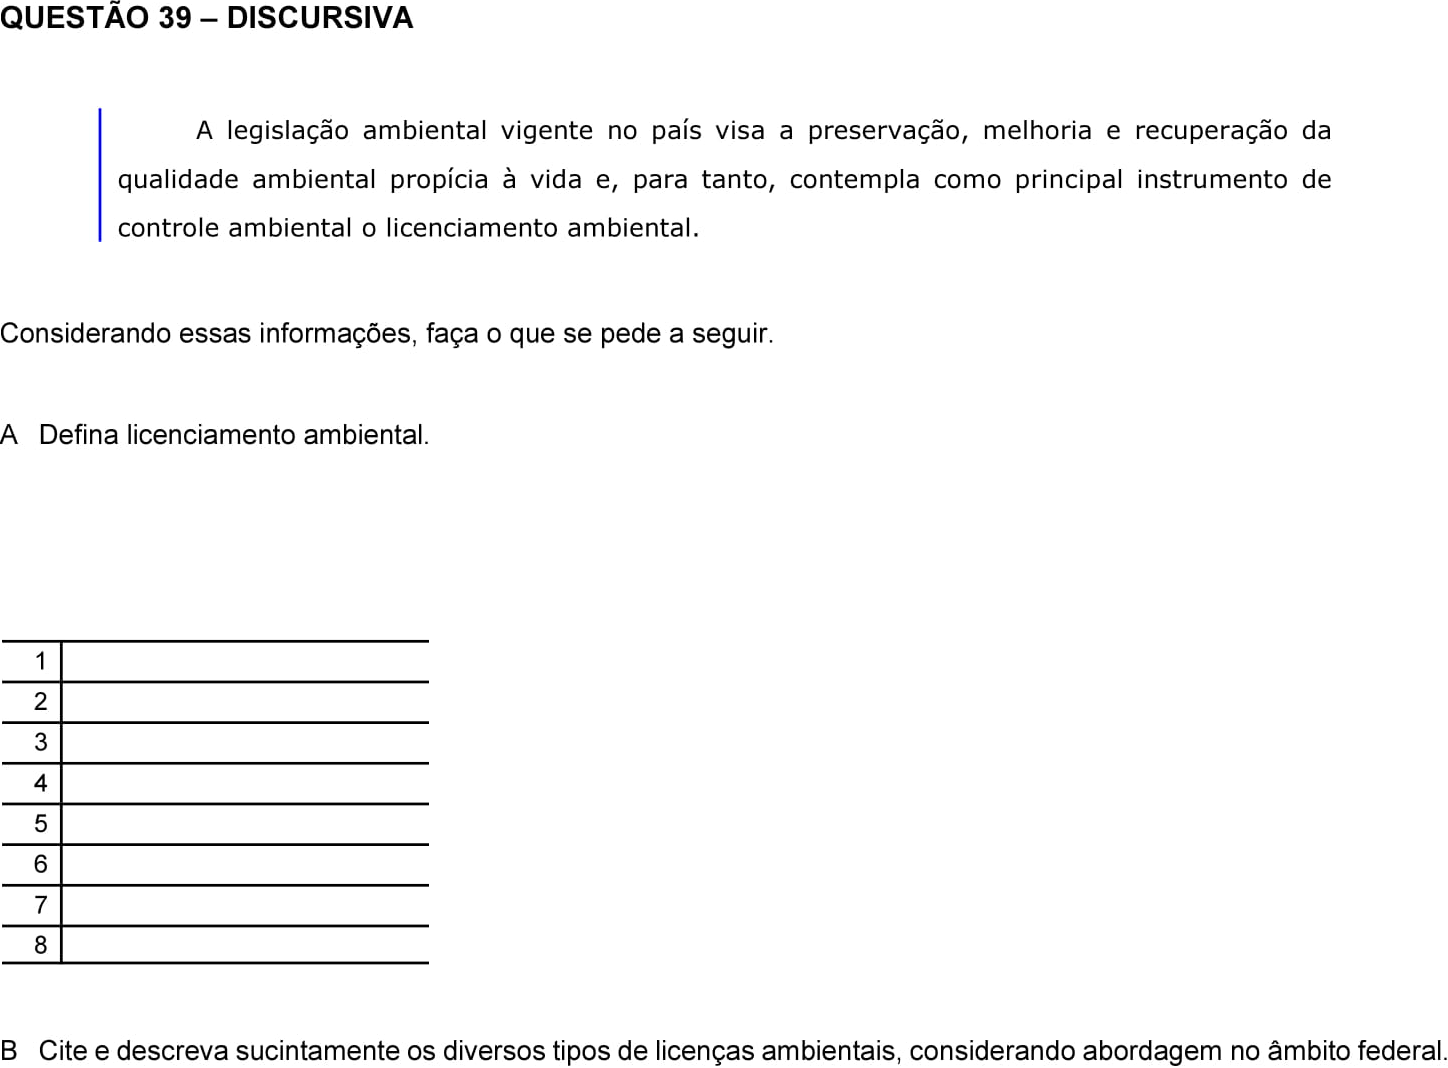 QUESTÃO 39 – DISCURSIVA
A legislação ambiental vigente no país visa a preservação, melhoria e recuperação da
qualidade ambiental propícia à vida e, para tanto, contempla como principal instrumento de
controle ambiental o licenciamento ambiental.
Considerando essas informações, faça o que se pede a seguir.
A Defina licenciamento ambiental.
1
2
3
4
5
6
7
8
B Cite e descreva sucintamente os diversos tipos de licenças ambientais, considerando abordagem no âmbito federal.